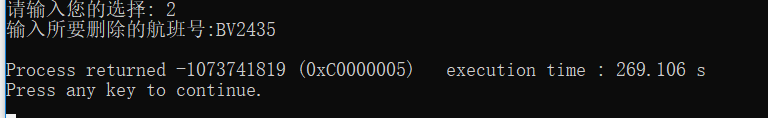 请输入您的选择: 2
输入所要删除的航班号:BV2435
Process returned -1073741819 (0xC0000005)   execution time : 269.106 s
Press any key to continue.